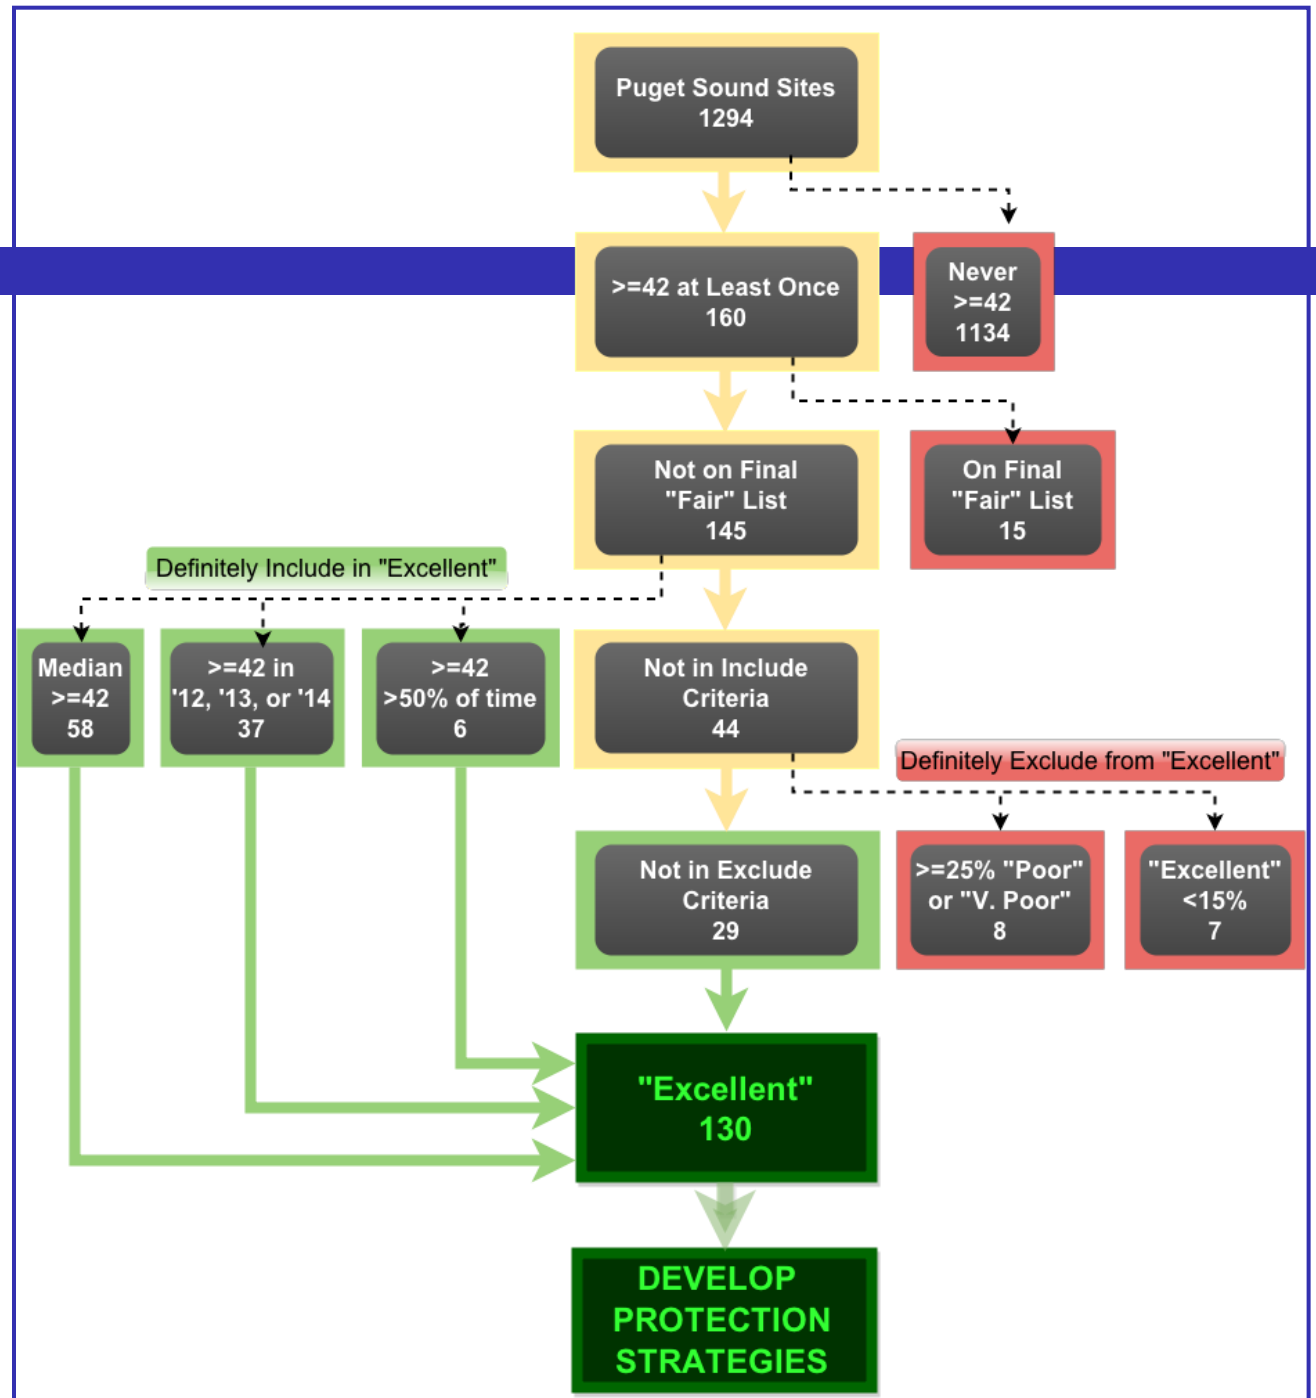 Puget Sound Sites
1294
>=42 at Least Once
160
Never
>=42
1134
Not on Final
"Fair" List
145
On Final
"Fair" List
15
Definitely Include in "Excellent"
Median
>=42
58
>=42 in
'12, '13, or '14
37
>=42
>50% of time
6
Not in Include
Criteria
44
Definitely Exclude from "Excellent"
Not in Exclude
Criteria
29
>=25% "Poor"
or "V. Poor"
8
"Excellent"
<15%
7
"Excellent"
130
DEVELOP
PROTECTION
STRATEGIES